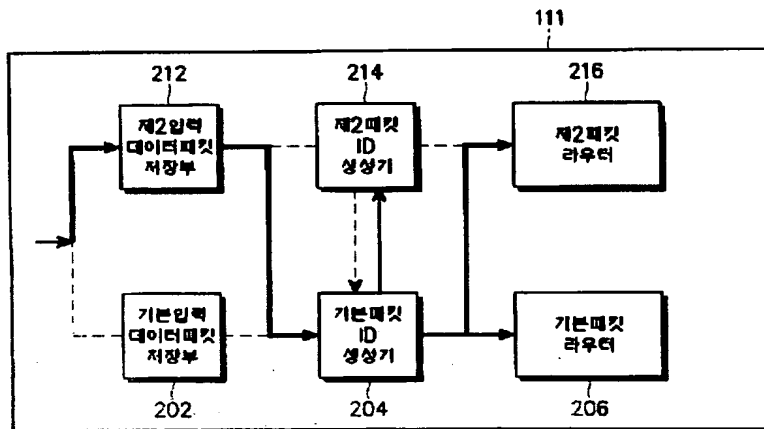 111
212
214
216
제2입력
데이터패킷
저장부
제2패킷
ID
생성기
제2패킷
라우터
기본입력
데이터패킷
저장부
기본패킷
ID
생성기
기본패킷
라우터
202
204
206